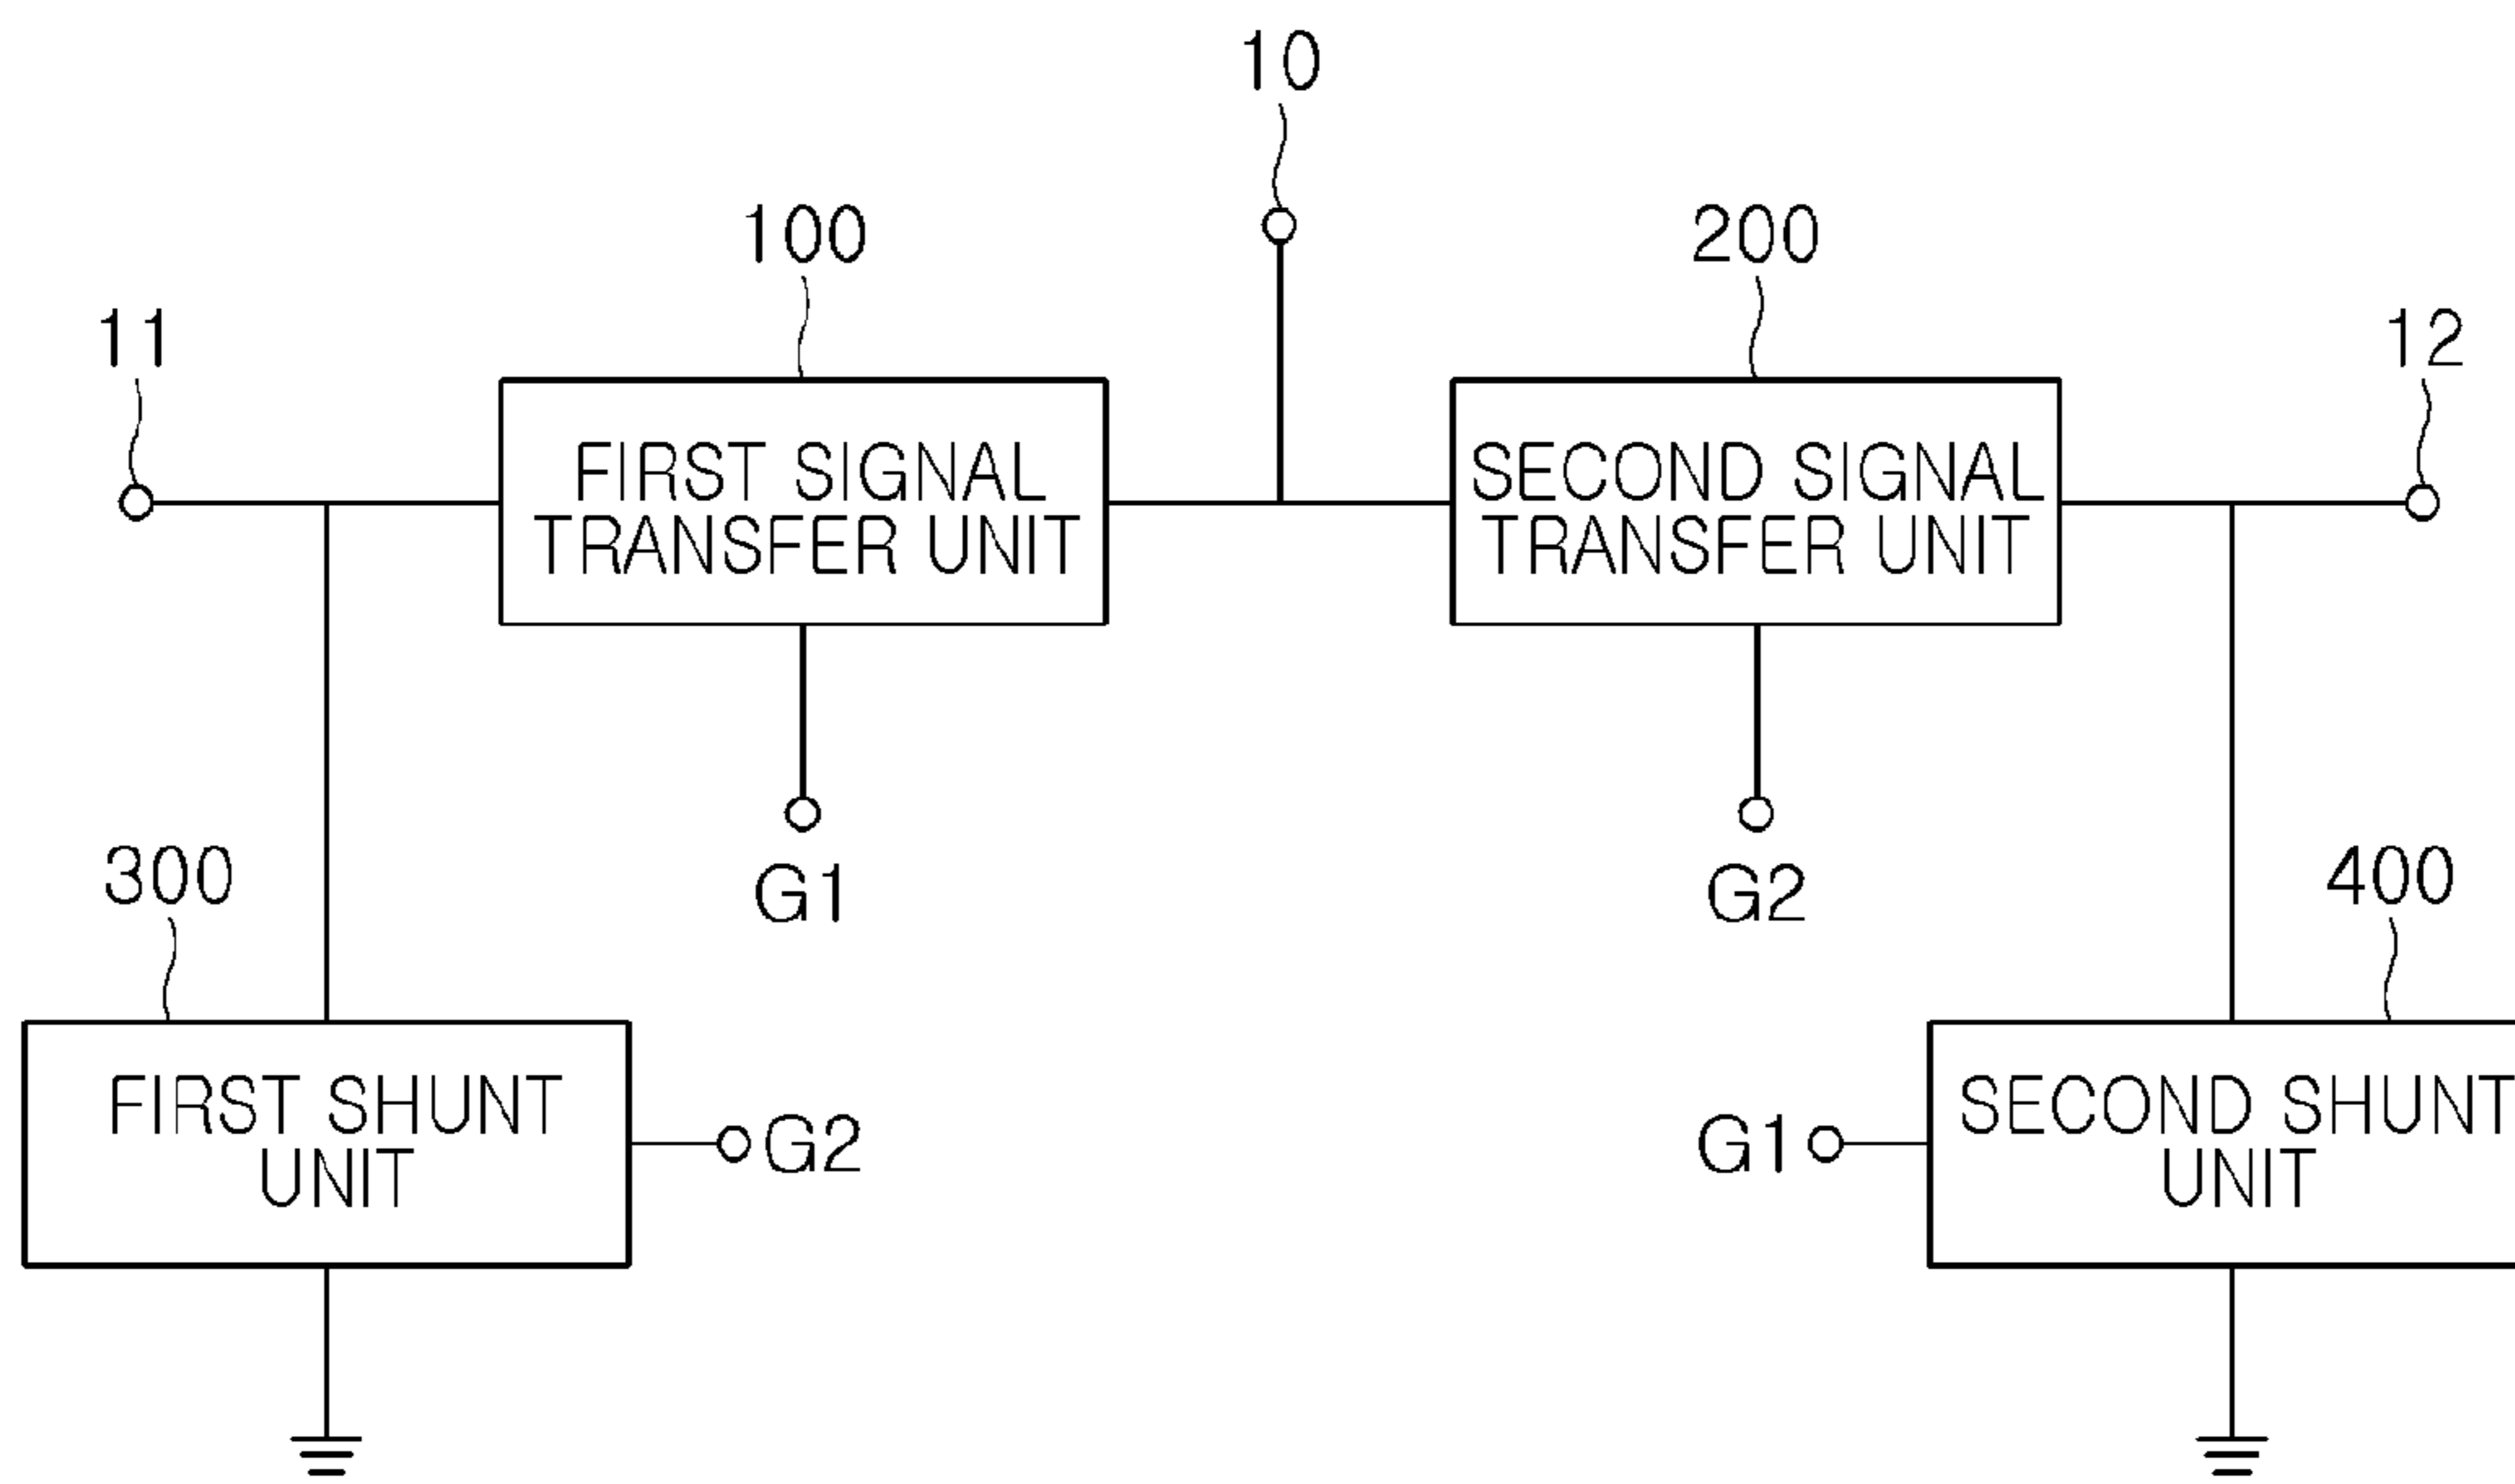 10
100
200
11
12
FIRST SIGNAL
TRANSFER UNIT
SECOND SIGNAL
TRANSFER UNIT
G1
G2
300
400
FIRST SHUNT
UNIT
G2
G1
SECOND SHUNT
UNIT